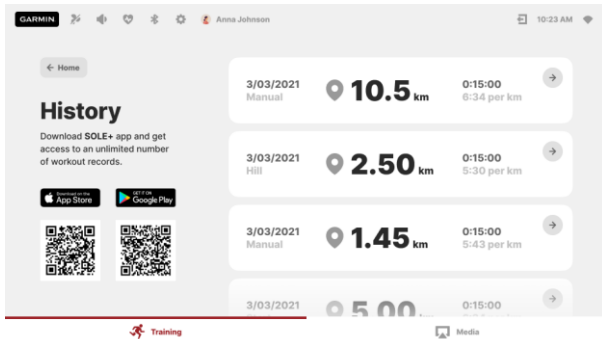 GARMIN
Anna Johnson
10:23 AM
← Home
History
Download SOLE+ app and get
access to an unlimited number
of workout records.
Download on the
App Store
GET IT ON
Google Play
3/03/2021
Manual
10.5 km
0:15:00
6:34 per km
3/03/2021
Hill
2.50 km
0:15:00
5:30 per km
3/03/2021
Manual
1.45 km
0:15:00
5:43 per km
3/03/2021
5.00 km
0:15:00
Training
Media